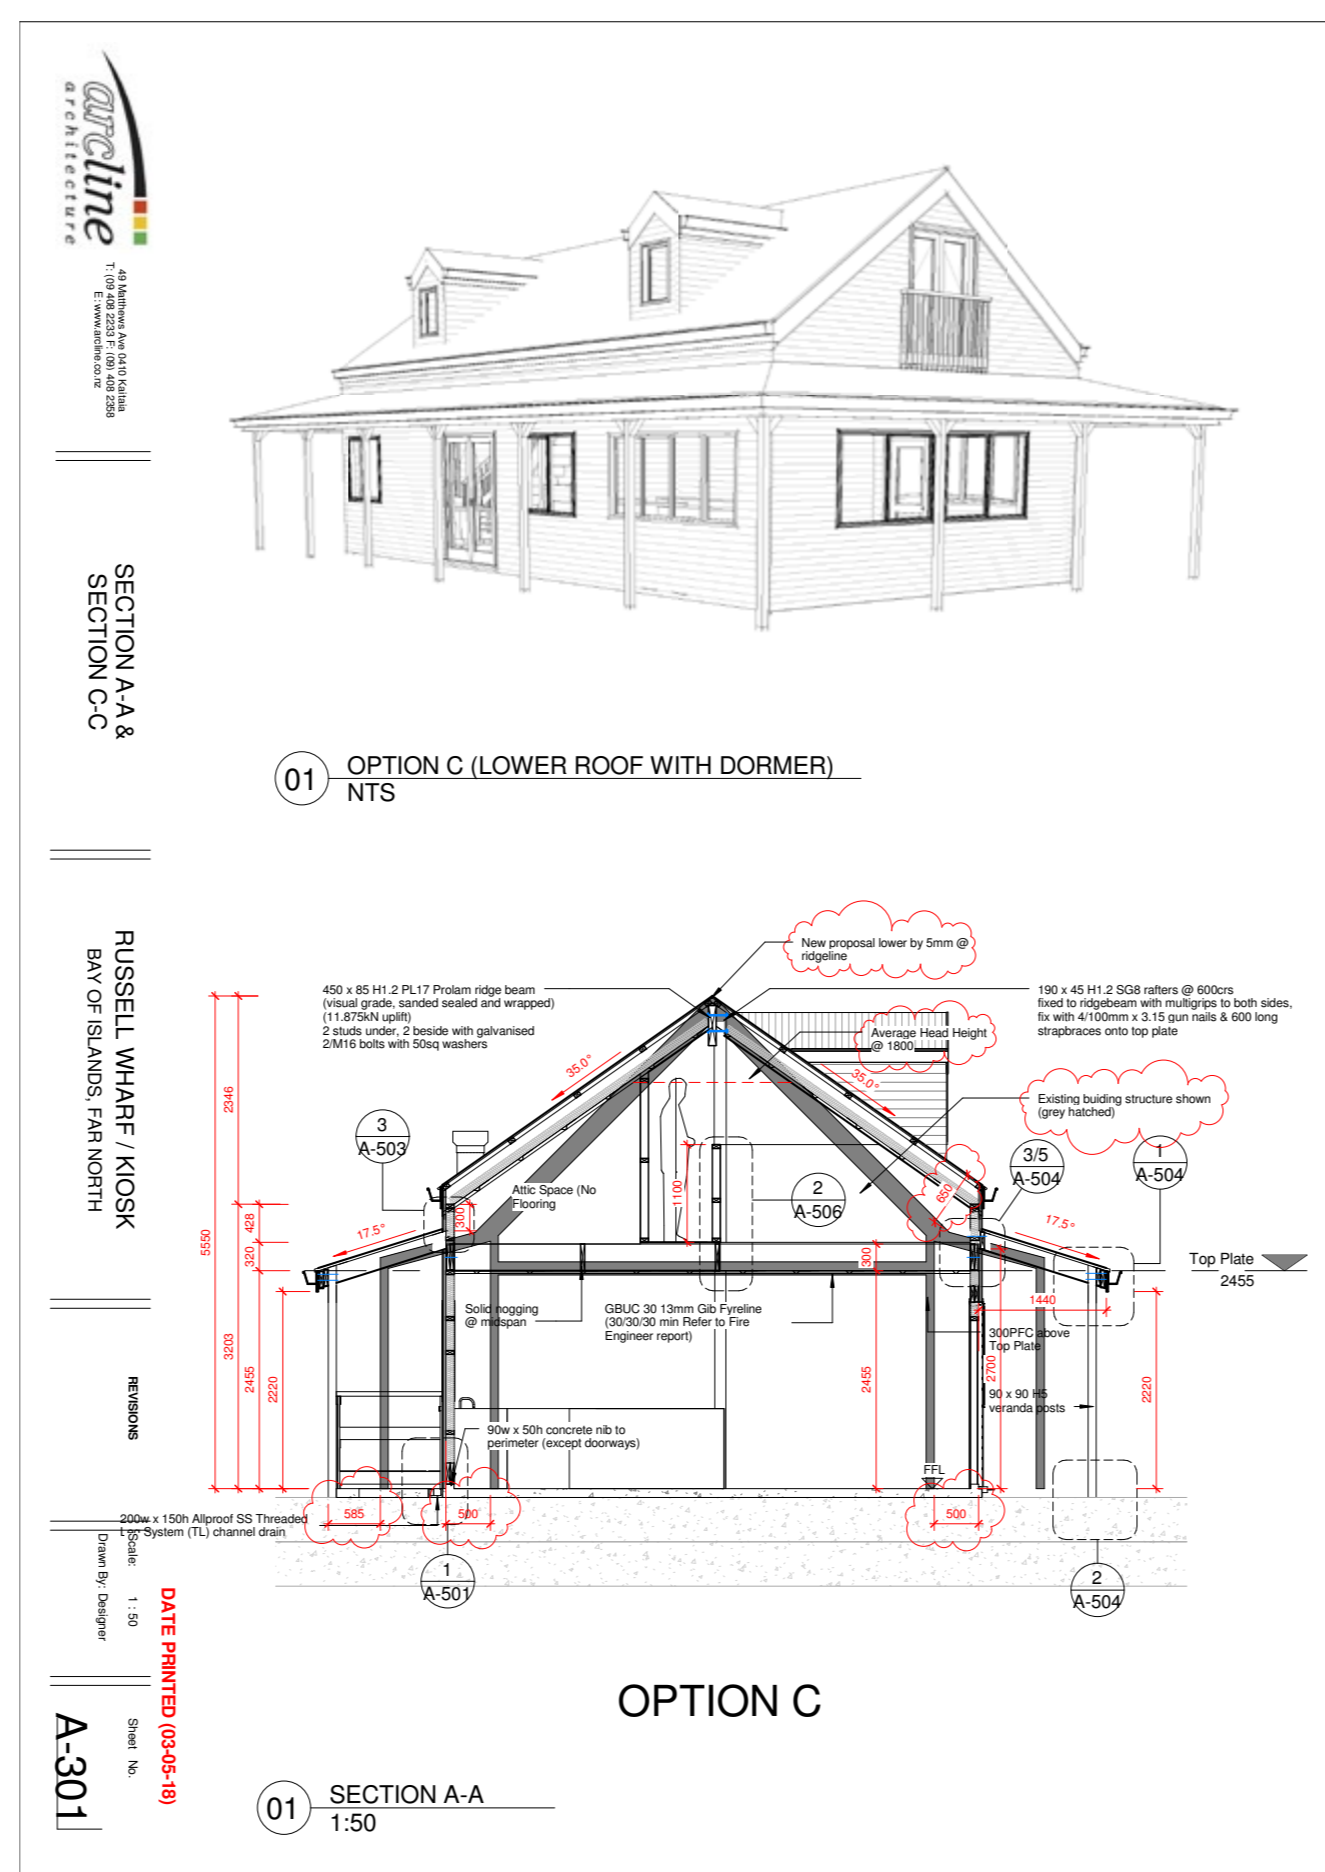 arcline
architecture
49 Matthews Ave 0410 Kaitaia
T: (09 408 2233 F: (09) 408 2358
E: www.arcline.co.nz
SECTION A-A &
SECTION C-C
RUSSELL WHARF / KIOSK
BAY OF ISLANDS, FAR NORTH
REVISIONS
Scale: 1 : 50
Drawn By: Designer
DATE PRINTED (03-05-18)
Sheet No.
A-301
01
OPTION C (LOWER ROOF WITH DORMER)
NTS
New proposal lower by 5mm @
ridgeline
450 x 85 H1.2 PL17 Prolam ridge beam
(visual grade, sanded sealed and wrapped)
(11.875kN uplift)
2 studs under, 2 beside with galvanised
2/M16 bolts with 50sq washers
190 x 45 H1.2 SG8 rafters @ 600crs
fixed to ridgebeam with multigrips to both sides,
fix with 4/100mm x 3.15 gun nails & 600 long
strapbraces onto top plate
Average Head Height
@ 1800
35.0°
35.0°
Existing buiding structure shown
(grey hatched)
3
A-503
3/5
A-504
1
A-504
2
A-506
Attic Space (No
Flooring
17.5°
17.5°
650
1100
300
300
2346
428
320
5550
3203
2455
2220
Top Plate
2455
1440
Solid nogging
@ midspan
GBUC 30 13mm Gib Fyreline
(30/30/30 min Refer to Fire
Engineer report)
300PFC above
Top Plate
2455
2700
2220
90 x 90 H5
veranda posts
90w x 50h concrete nib to
perimeter (except doorways)
FFL
200w x 150h Allproof SS Threaded
System (TL) channel drain
585
500
500
1
A-501
2
A-504
OPTION C
01
SECTION A-A
1:50